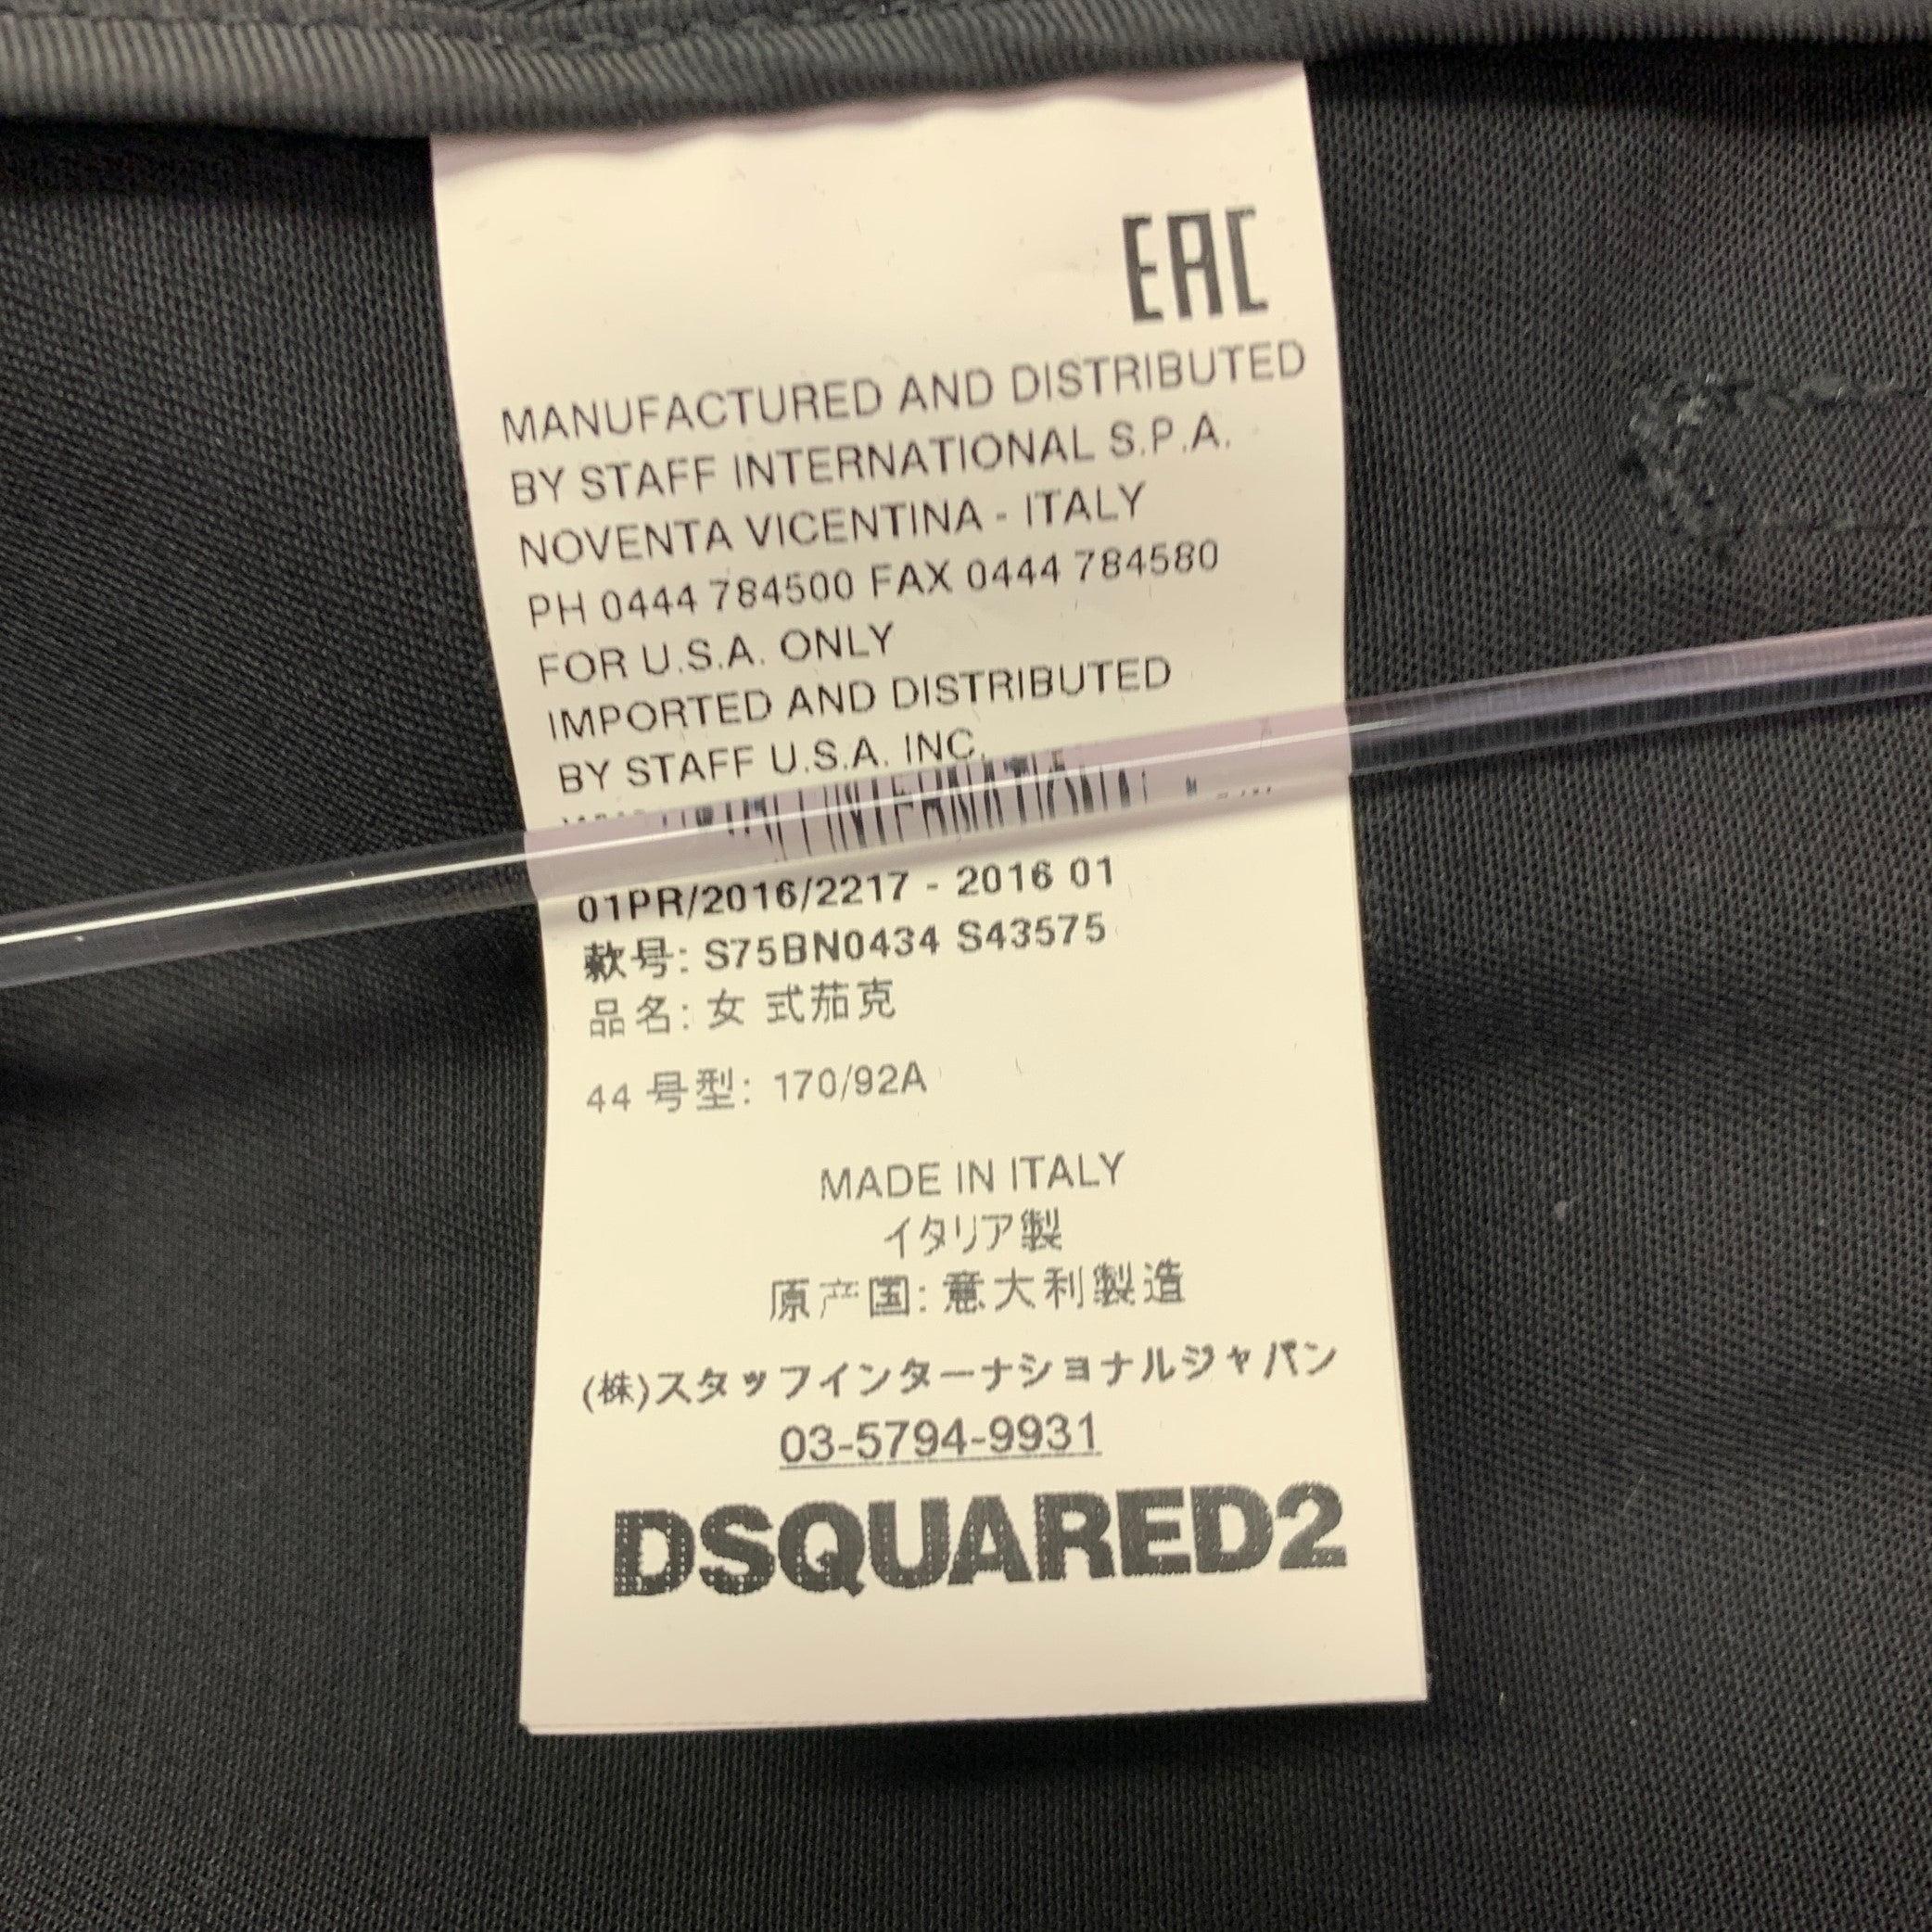 EAC
MANUFACTURED AND DISTRIBUTED
BY STAFF INTERNATIONAL S.P.A.
NOVENTA VICENTINA - ITALY
PH 0444 784500 FAX 0444 784580
FOR U.S.A. ONLY
IMPORTED AND DISTRIBUTED
BY STAFF U.S.A. INC.
01PR/2016/2217 - 2016 01
款号: S75BN0434 S43575
品名: 女 式茄克
44 号型: 170/92A
MADE IN ITALY
イタリア製
原产国: 意大利製造
(株)スタッフインターナショナルジャパン
03-5794-9931
DSQUARED2